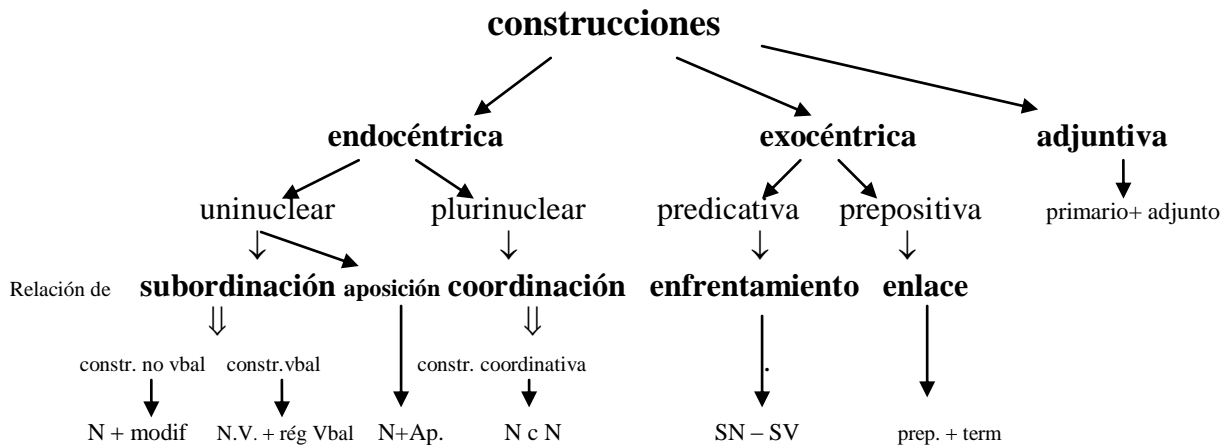 construcciones
endocéntrica exocéntrica adjuntiva
uninuclear plurinuclear predicativa prepositiva primario+ adjunto
Relación de subordinación aposición coordinación enfrentamiento enlace
constr. no vbal constr.vbal constr. coordinativa .
N + modif N.V. + rég Vbal N+Ap. N c N SN – SV prep. + term